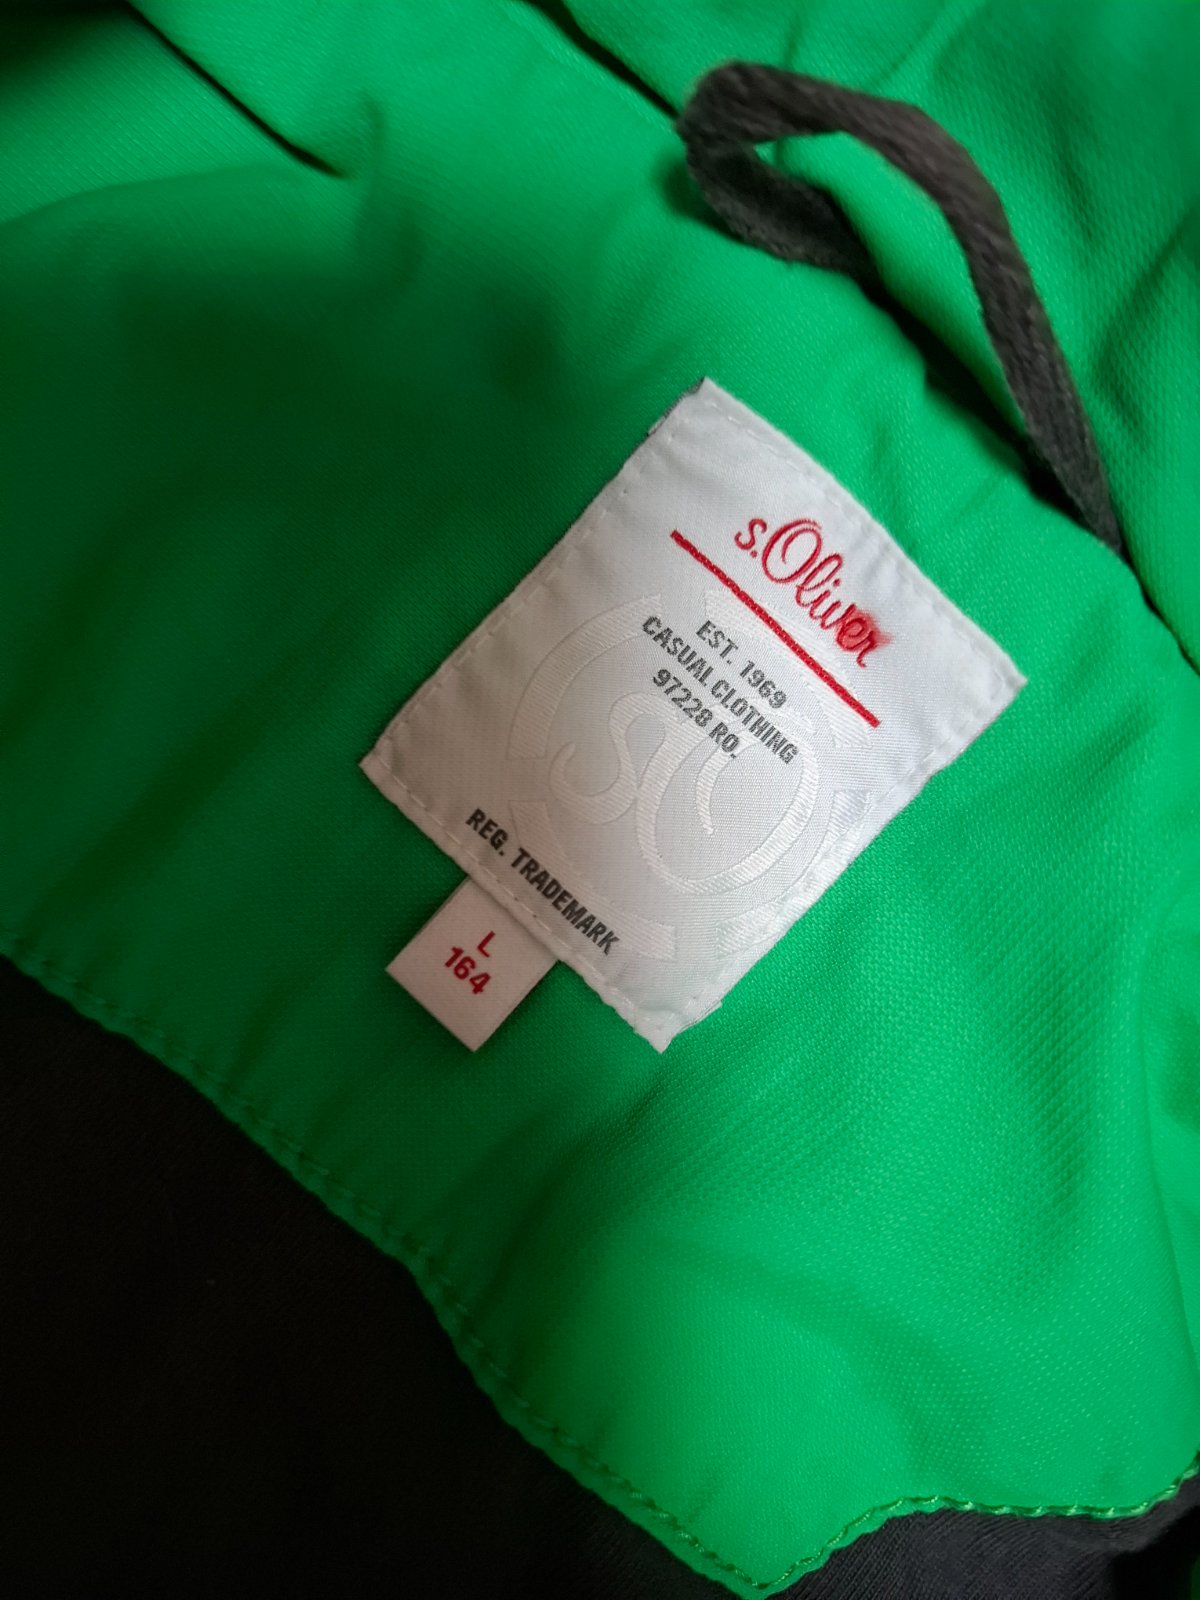 s.Oliver
EST. 1969
CASUAL CLOTHING
97228 RO.
REG. TRADEMARK
L
164